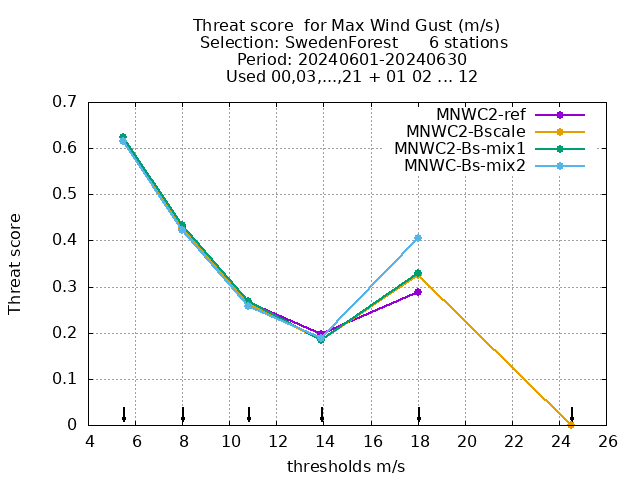 Threat score  for Max Wind Gust (m/s)
Selection: SwedenForest      6 stations
Period: 20240601-20240630
Used 00,03,...,21 + 01 02 ... 12
MNWC2-ref
MNWC2-Bscale
MNWC2-Bs-mix1
MNWC-Bs-mix2
Threat score
0.7
0.6
0.5
0.4
0.3
0.2
0.1
0
4 6 8 10 12 14 16 18 20 22 24 26
thresholds m/s